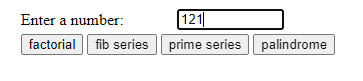 Enter a number: 121
factorial fib series prime series palindrome